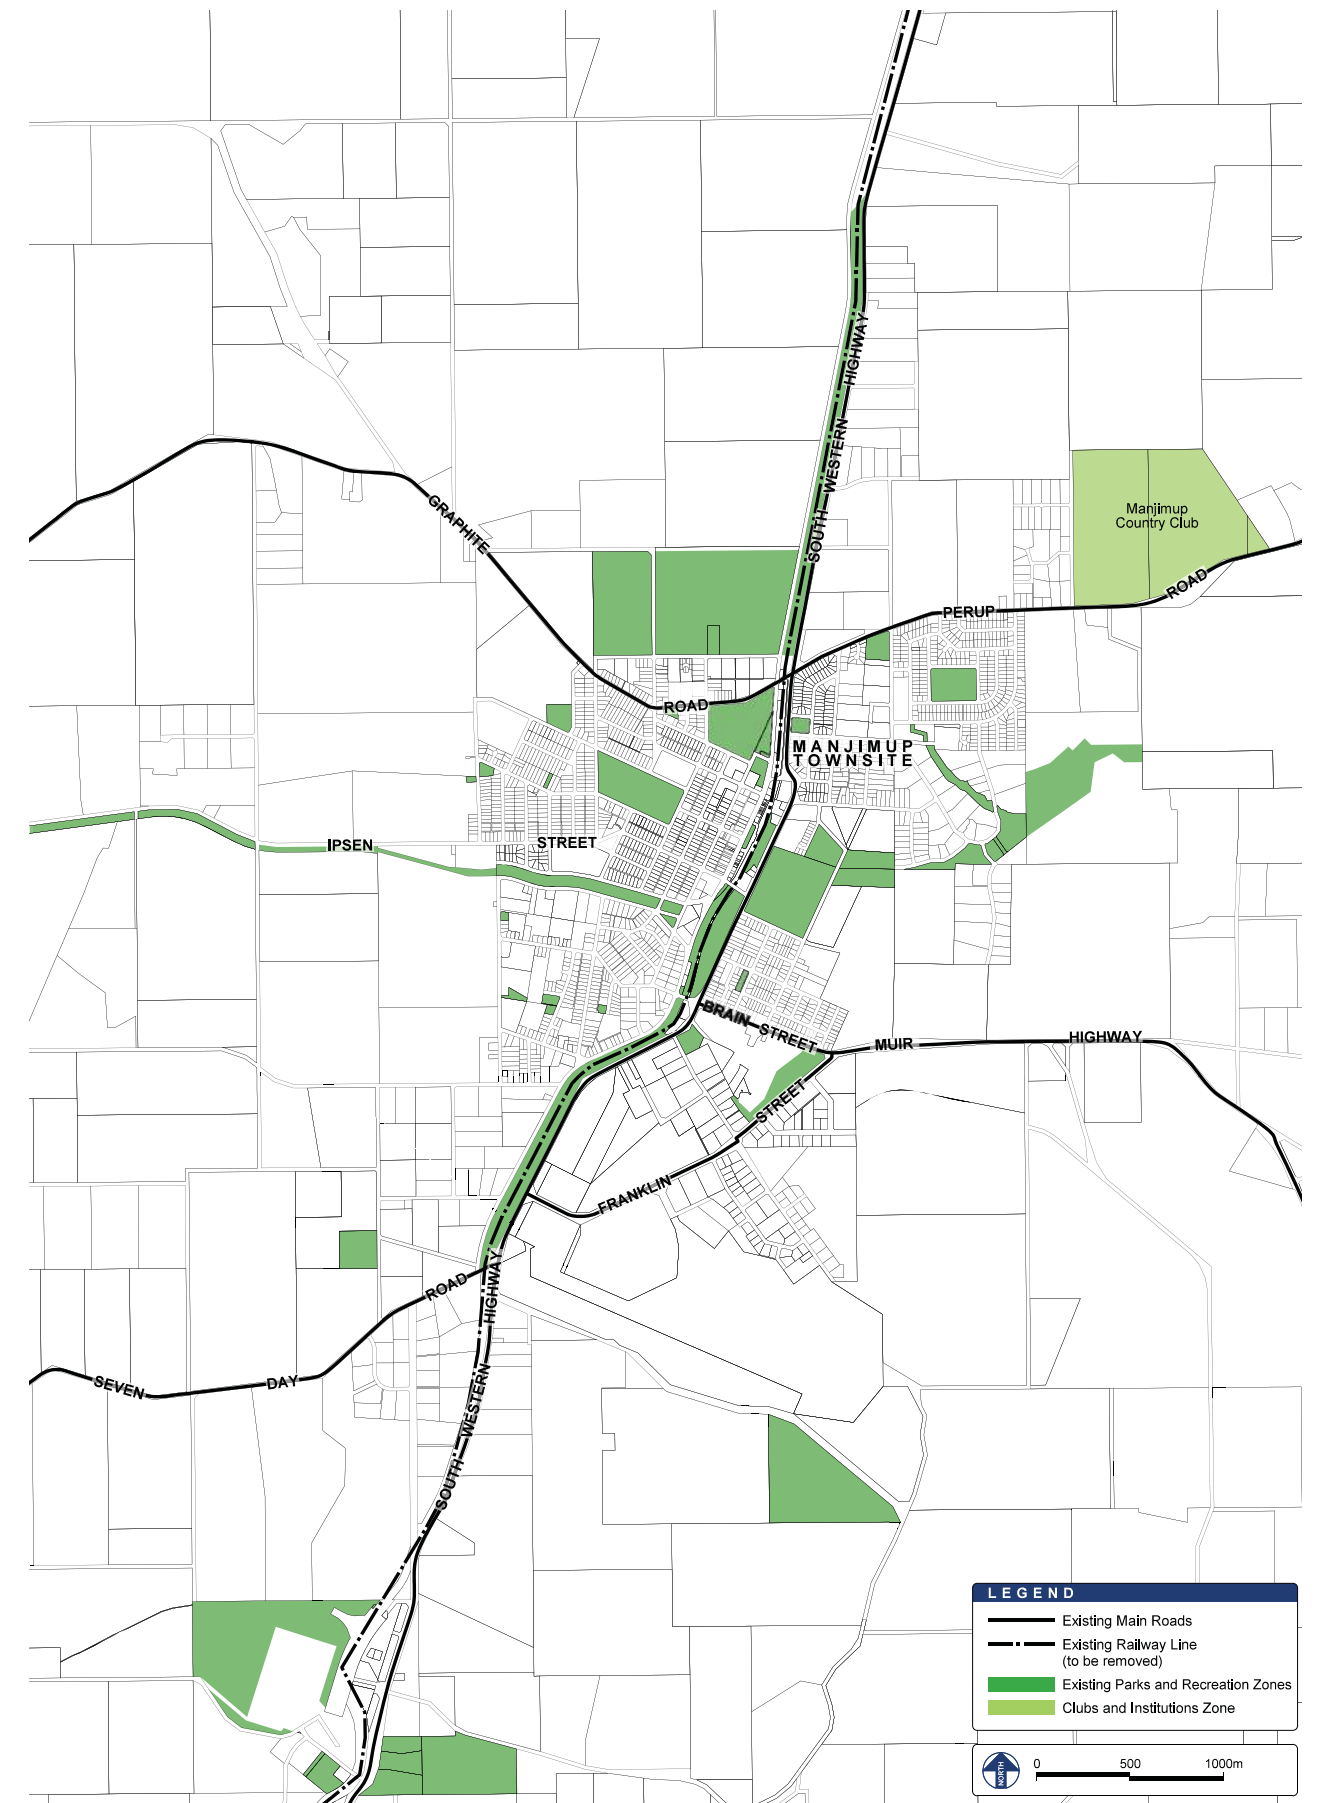 SOUTH WESTERN HIGHWAY
GRAPHITE ROAD
Manjimup
Country Club
PERUP ROAD
MANJIMUP
TOWNSITE
IPSEN STREET
BRAIN STREET
MUIR HIGHWAY
FRANKLIN STREET
SEVEN DAY ROAD
SOUTH WESTERN HIGHWAY
LEGEND
Existing Main Roads
Existing Railway Line
(to be removed)
Existing Parks and Recreation Zones
Clubs and Institutions Zone
NORTH
0 500 1000m